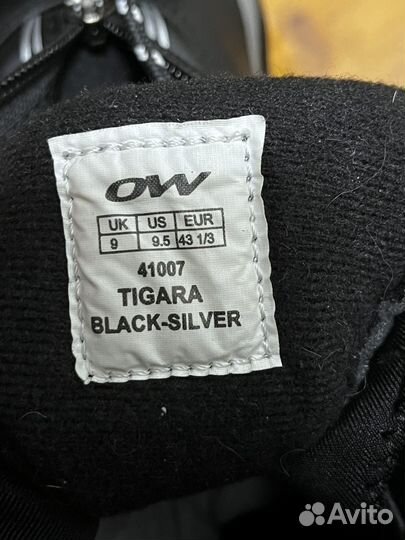 OW
UK US EUR
9 9.5 43 1/3
41007
TIGARA
BLACK-SILVER
Avito